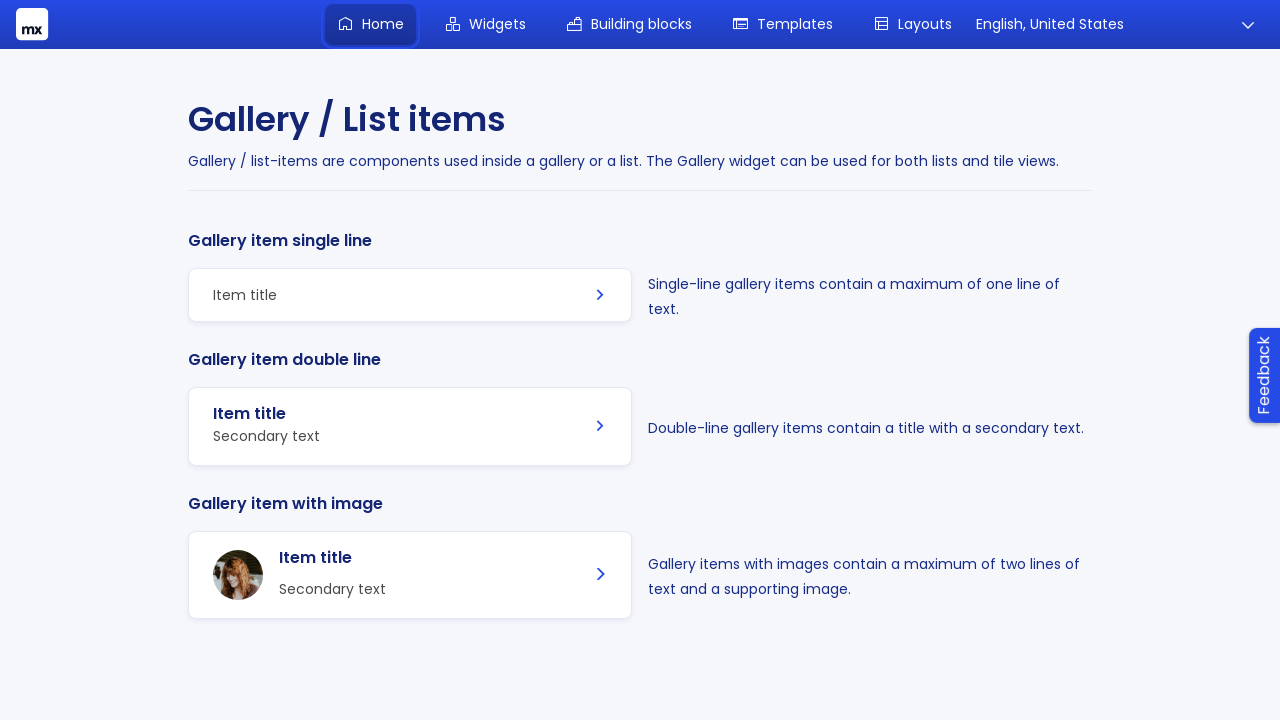 mx
Home
Widgets
Building blocks
Templates
Layouts
English, United States
Gallery / List items
Gallery / list-items are components used inside a gallery or a list. The Gallery widget can be used for both lists and tile views.
Gallery item single line
Item title
Single-line gallery items contain a maximum of one line of
text.
Gallery item double line
Item title
Secondary text
Double-line gallery items contain a title with a secondary text.
Gallery item with image
Item title
Secondary text
Gallery items with images contain a maximum of two lines of
text and a supporting image.
Feedback